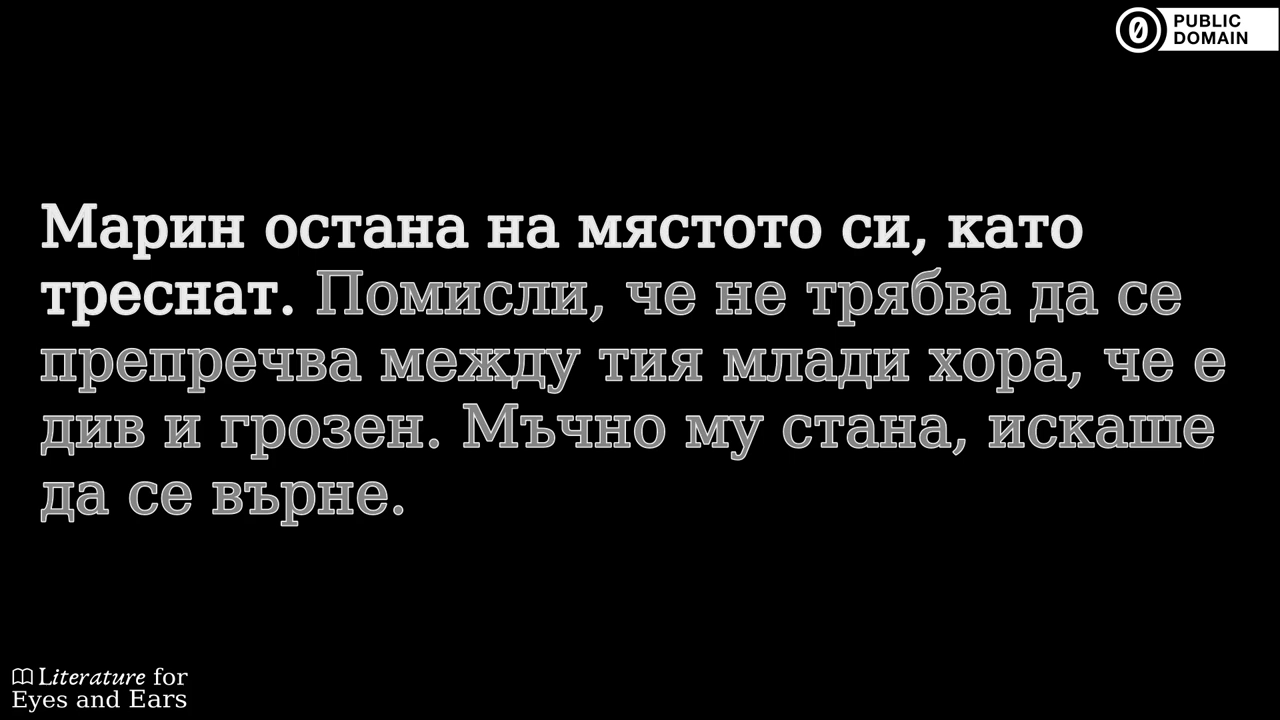 PUBLIC
DOMAIN
Марин остана на мястото си, като
треснат. Помисли, че не трябва да се
препречва между тия млади хора, че е
див и грозен. Мъчно му стана, искаше
да се върне.
Literature for
Eyes and Ears